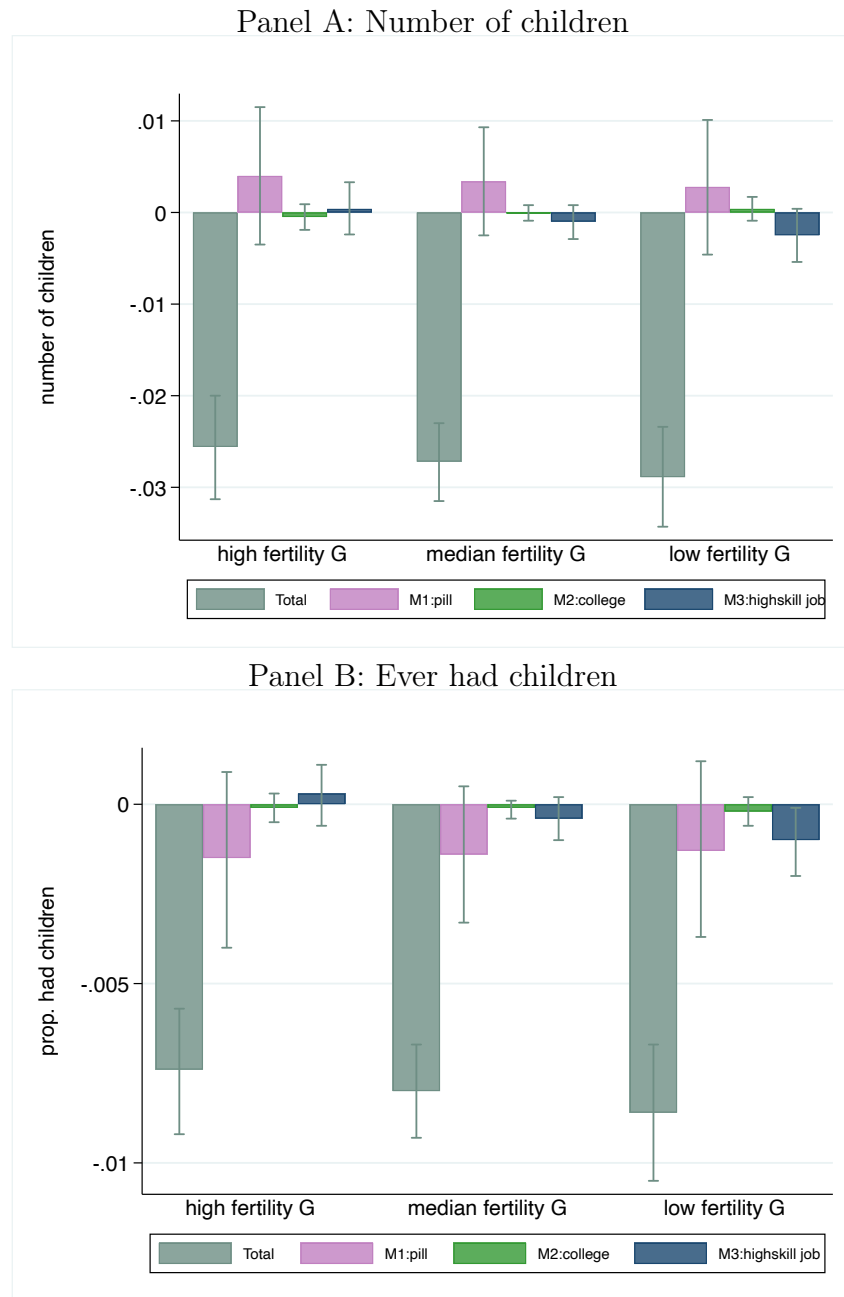 Panel A: Number of children
number of children
.01
0
-.01
-.02
-.03
high fertility G median fertility G low fertility G
Total M1:pill M2:college M3:highskill job
Panel B: Ever had children
prop. had children
0
-.005
-.01
high fertility G median fertility G low fertility G
Total M1:pill M2:college M3:highskill job